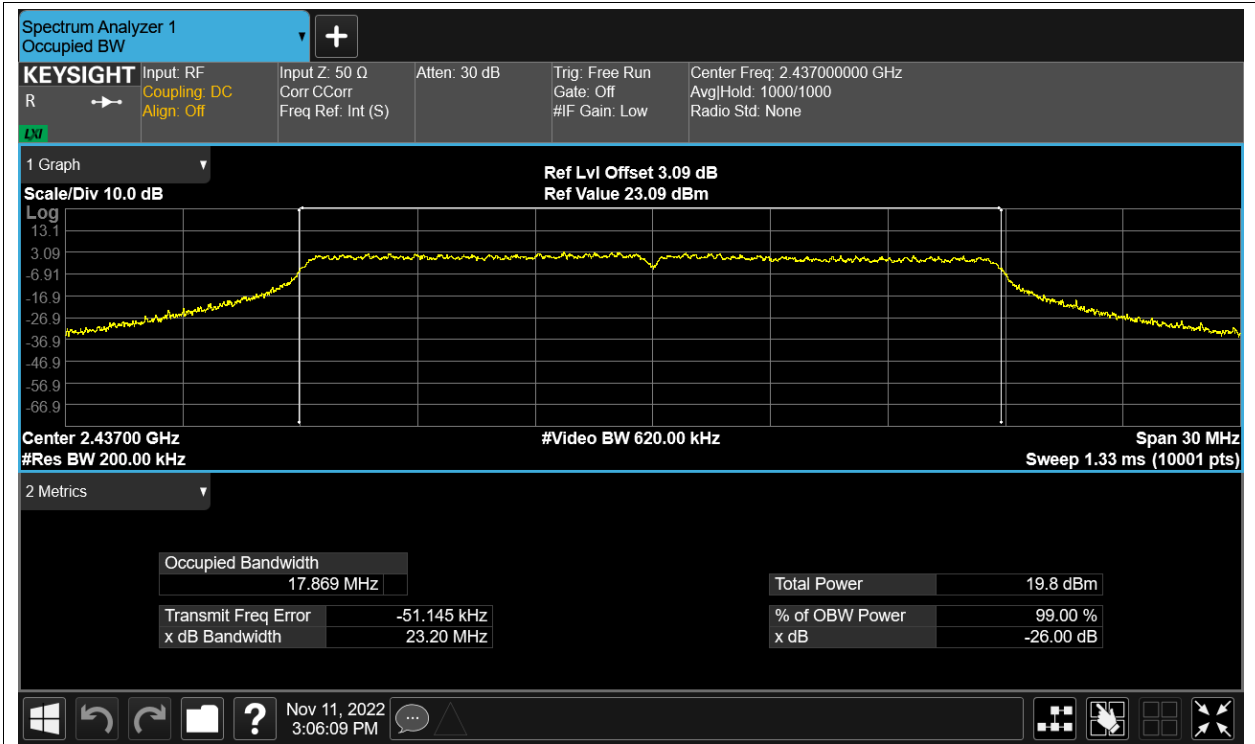 Spectrum Analyzer 1
Occupied BW
KEYSIGHT
R
LXI
Input: RF
Coupling: DC
Align: Off
Input Z: 50 Ω
Corr CCorr
Freq Ref: Int (S)
Atten: 30 dB
Trig: Free Run
Gate: Off
#IF Gain: Low
Center Freq: 2.437000000 GHz
Avg|Hold: 1000/1000
Radio Std: None
1 Graph
Scale/Div 10.0 dB
Ref Lvl Offset 3.09 dB
Ref Value 23.09 dBm
Log
13.1
3.09
-6.91
-16.9
-26.9
-36.9
-46.9
-56.9
-66.9
Center 2.43700 GHz
#Res BW 200.00 kHz
#Video BW 620.00 kHz
Span 30 MHz
Sweep 1.33 ms (10001 pts)
2 Metrics
Occupied Bandwidth
17.869 MHz
Transmit Freq Error -51.145 kHz
x dB Bandwidth 23.20 MHz
Total Power 19.8 dBm
% of OBW Power 99.00 %
x dB -26.00 dB
?
Nov 11, 2022
3:06:09 PM